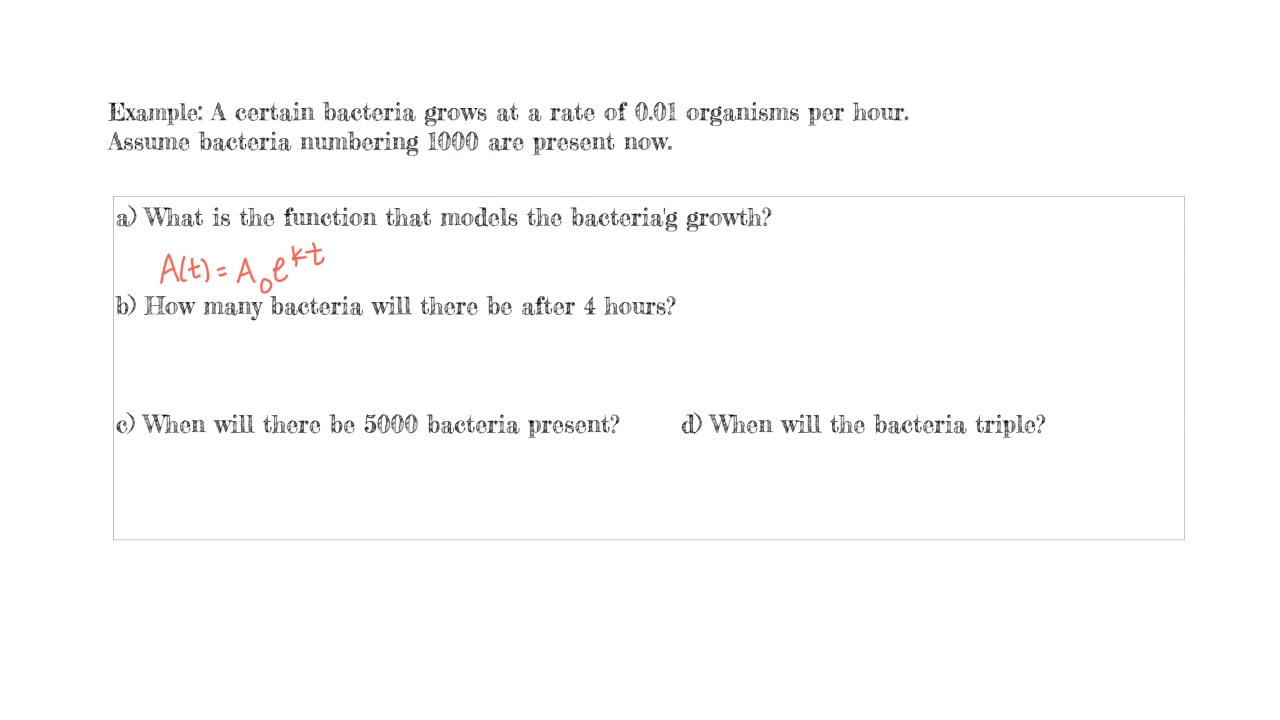 Example: A certain bacteria grows at a rate of 0.01 organisms per hour.
Assume bacteria numbering 1000 are present now.
a) What is the function that models the bacteria'g growth?
A(t) = A₀e^kt
b) How many bacteria will there be after 4 hours?
c) When will there be 5000 bacteria present?
d) When will the bacteria triple?